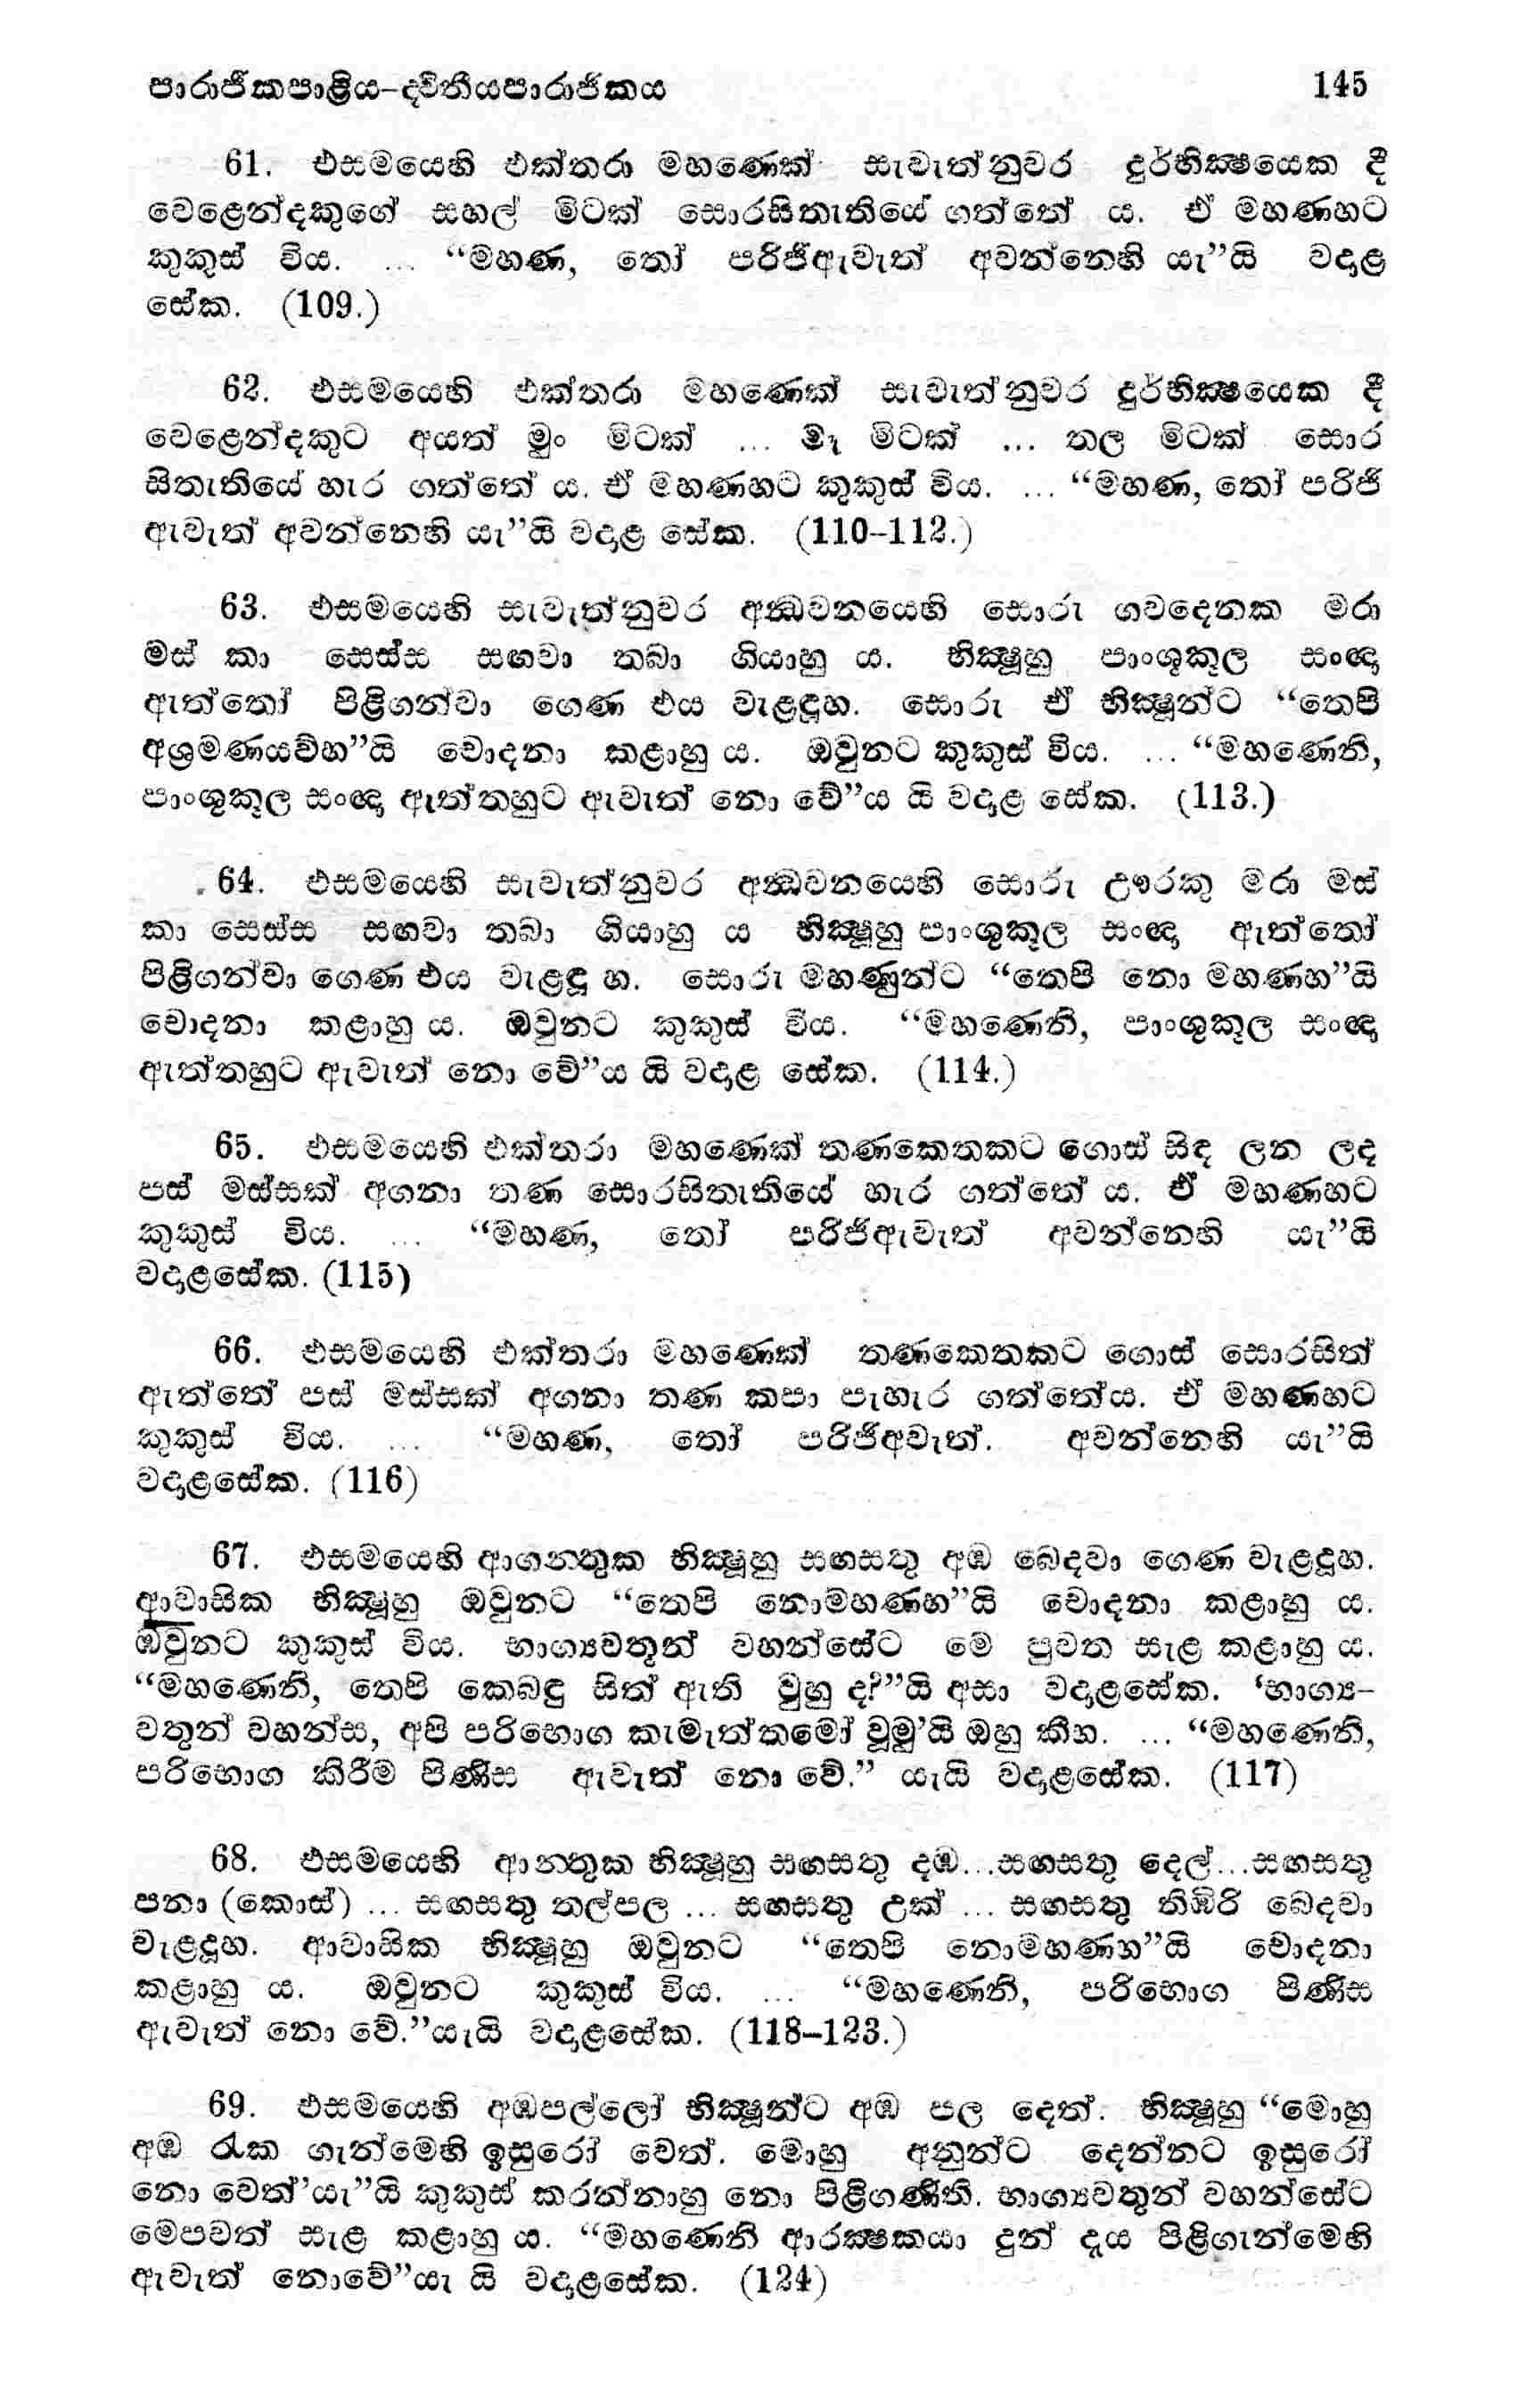 පාරාජිකපාළිය–දුවිතීයපාරාජිකය 145
61. එසමයෙහි එක්තරා මහණෙක් සැවැත්නුවර දුර්භික්‍ෂයෙක දී
වෙළෙන්දකුගේ සහල් මිටක් සොරසිතැතියේ ගත්තේ ය. ඒ මහණහට
කුකුස් විය. ... “මහණ, තෝ පරිජිඇවැත් අවන්නෙහි යැ”යි වදාළ
සේක. (109.)
62. එසමයෙහි එක්තරා මහණෙක් සැවැත්නුවර දුර්භික්‍ෂයෙක දී
වෙළෙන්දකුට අයත් මුං මිටක් ... මෑ මිටක් ... තල මිටක් සොර
සිතැතියේ හැර ගත්තේ ය. ඒ මහණහට කුකුස් විය. ... “මහණ, තෝ පරිජි
ඇවැත් අවන්නෙහි යැ”යි වදාළ සේක. (110–112.)
63. එසමයෙහි සැවැත්නුවර අන්‍ධවනයෙහි සොරු ගවදෙනක මරා
මස් කා සෙස්ස සඟවා තබා ගියාහු ය. භික්‍ෂූහු පාංශුකූල සංඥා
ඇත්තෝ පිළිගන්වා ගෙණ එය වැළඳූහ. සොරු ඒ භික්‍ෂූන්ට “තෙපි
අශ්‍රමණයව්හ”යි චොදනා කළාහු ය. ඔවුනට කුකුස් විය. ... “මහණෙනි,
පාංශුකූල සංඥා ඇත්තහුට ඇවැත් නො වේ”ය යි වදාළ සේක. (113.)
64. එසමයෙහි සැවැත්නුවර අන්‍ධවනයෙහි සොරු ඌරකු මරා මස්
කා සෙස්ස සඟවා තබා ගියාහු ය භික්‍ෂූහු පාංශුකූල සංඥා ඇත්තෝ
පිළිගන්වා ගෙණ එය වැළඳූ හ. සොරු මහණුන්ට “තෙපි නො මහණහ”යි
චොදනා කළාහු ය. ඔවුනට කුකුස් විය. “මහණෙනි, පාංශුකූල සංඥා
ඇත්තහුට ඇවැත් නො වේ”ය යි වදාළ සේක. (114.)
65. එසමයෙහි එක්තරා මහණෙක් තණකෙතකට ගොස් සිඳ ලන ලද
පස් මස්සක් අගනා තණ සොරසිතැතියේ හැර ගත්තේ ය. ඒ මහණහට
කුකුස් විය. ... “මහණ, තෝ පරිජිඇවැත් අවන්නෙහි යැ”යි
වදාළසේක. (115)
66. එසමයෙහි එක්තරා මහණෙක් තණකෙතකට ගොස් සොරසිත්
ඇත්තේ පස් මස්සක් අගනා තණ කපා පැහැර ගත්තේය. ඒ මහණහට
කුකුස් විය. ... “මහණ, තෝ පරිජිඅවැත්. අවන්නෙහි යැ”යි
වදාළසේක. (116)
67. එසමයෙහි ආගන්‍තුක භික්‍ෂූහු සඟසතු අඹ බෙදවා ගෙණ වැළඳූහ.
ආවාසික භික්‍ෂූහු ඔවුනට “තෙපි නොමහණහ”යි චොදනා කළාහු ය.
ඔවුනට කුකුස් විය. භාග්‍යවතුන් වහන්සේට මෙ පුවත සැළ කළාහු ය.
“මහණෙනි, තෙපි කෙබඳු සිත් ඇති වුහු ද?”යි අසා වදාළසේක. ‘භාග්‍ය–
වතුන් වහන්ස, අපි පරිභොග කැමැත්කමෝ වූමූ’යි ඔහු කීහ. ... “මහණෙනි,
පරිභොග කිරීම පිණිස ඇවැත් නො වේ.” යැයි වදාළසේක. (117)
68. එසමයෙහි ආන්‍තුක භික්‍ෂූහු සඟසතු දඹ...සඟසතු දෙල්...සඟසතු
පනා (කොස්) ... සඟසතු තල්පල ... සඟසතු උක් ... සඟසතු තිඹිරි බෙදවා
වැළඳූහ. ආවාසික භික්‍ෂූහු ඔවුනට “තෙපි නොමහණහ”යි චොදනා
කළාහු ය. ඔවුනට කුකුස් විය. ... “මහණෙනි, පරිභොග පිණිස
ඇවැත් නො වේ.”යැයි වදාළසේක. (118–123.)
69. එසමයෙහි අඹපල්ලෝ භික්‍ෂූන්ට අඹ පල දෙත්. භික්‍ෂූහු “මොහු
අඹ රැක ගැන්මෙහි ඉසුරෝ වෙත්. මොහු අනුන්ට දෙන්නට ඉසුරෝ
නො වෙත්’යැ”යි කුකුස් කරන්නාහු නො පිළිගණිති. භාග්‍යවතුන් වහන්සේට
මෙපවත් සැළ කළාහු ය. “මහණෙනි ආරක්‍ෂකයා දුන් දෑය පිළිගැන්මෙහි
ඇවැත් නොවේ”යැ යි වදාළසේක. (124)